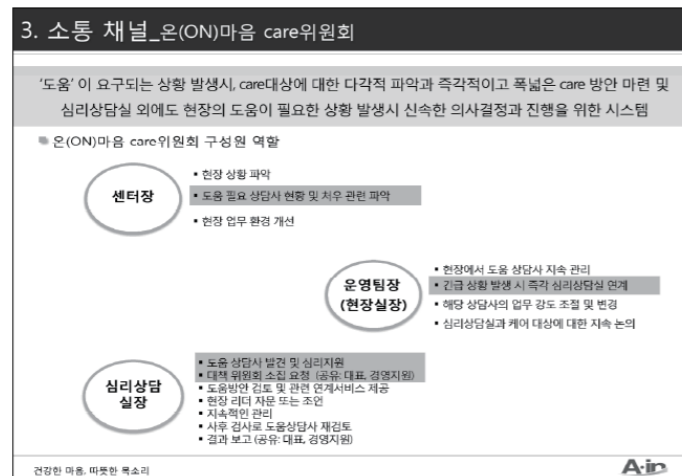 3. 소통 채널_온(ON)마음 care위원회
'도움' 이 요구되는 상황 발생시, care대상에 대한 다각적 파악과 즉각적이고 폭넓은 care 방안 마련 및
심리상담실 외에도 현장의 도움이 필요한 상황 발생시 신속한 의사결정과 진행을 위한 시스템
온(ON)마음 care위원회 구성원 역할
센터장
▪ 현장 상황 파악
▪ 도움 필요 상담사 현황 및 처우 관련 파악
▪ 현장 업무 환경 개선
운영팀장
(현장실장)
▪ 현장에서 도움 상담사 지속 관리
▪ 긴급 상황 발생 시 즉각 심리상담실 연계
▪ 해당 상담사의 업무 강도 조절 및 변경
▪ 심리상담실과 케어 대상에 대한 지속 논의
심리상담
실장
▪ 도움 상담사 발견 및 심리지원
▪ 대책 위원회 소집 요청 (공유: 대표, 경영지원)
▪ 도움방안 검토 및 관련 연계서비스 제공
▪ 현장 리더 자문 또는 조언
▪ 지속적인 관리
▪ 사후 검사로 도움상담사 재검토
▪ 결과 보고 (공유: 대표, 경영지원)
건강한 마음, 따뜻한 목소리
A·in